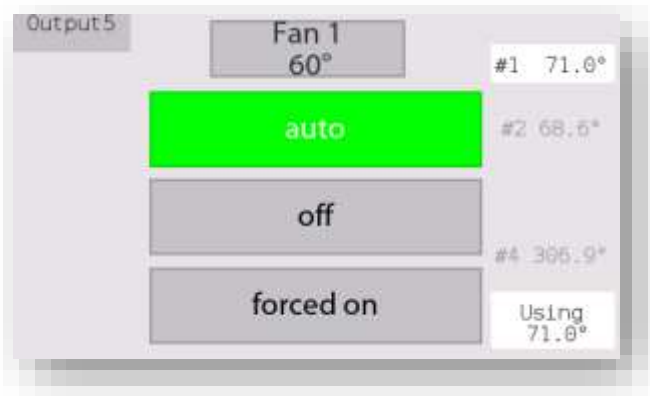 Output5
Fan 1
60°
#1 71.0°
auto
#2 68.6°
off
#4 306.9°
forced on
Using
71.0°